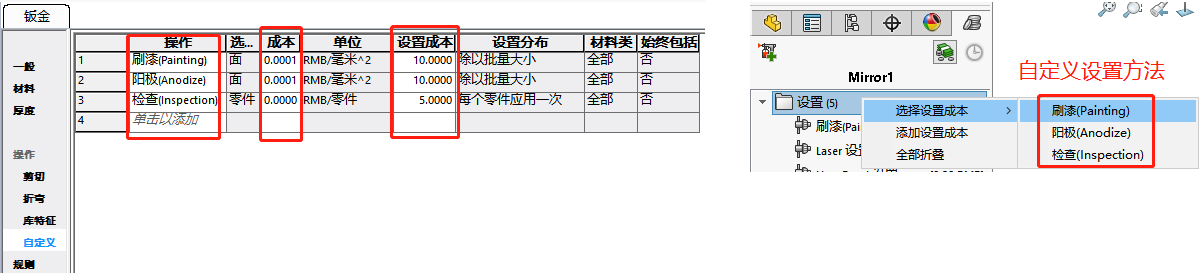 钣金
一般
材料
厚度
操作
剪切
折弯
库特征
自定义
规则
操作 选... 成本 单位 设置成本 设置分布 材料类 始终包括
1 刷漆(Painting) 面 0.0001 RMB/毫米^2 10.0000 除以批量大小 全部 否
2 阳极(Anodize) 面 0.0001 RMB/毫米^2 10.0000 除以批量大小 全部 否
3 检查(Inspection) 零件 0.0000 RMB/零件 5.0000 每个零件应用一次 全部 否
4 单击以添加
Mirror1
自定义设置方法
设置 (5)
刷漆(Pai
Laser 设
选择设置成本
添加设置成本
全部折叠
刷漆(Painting)
阳极(Anodize)
检查(Inspection)